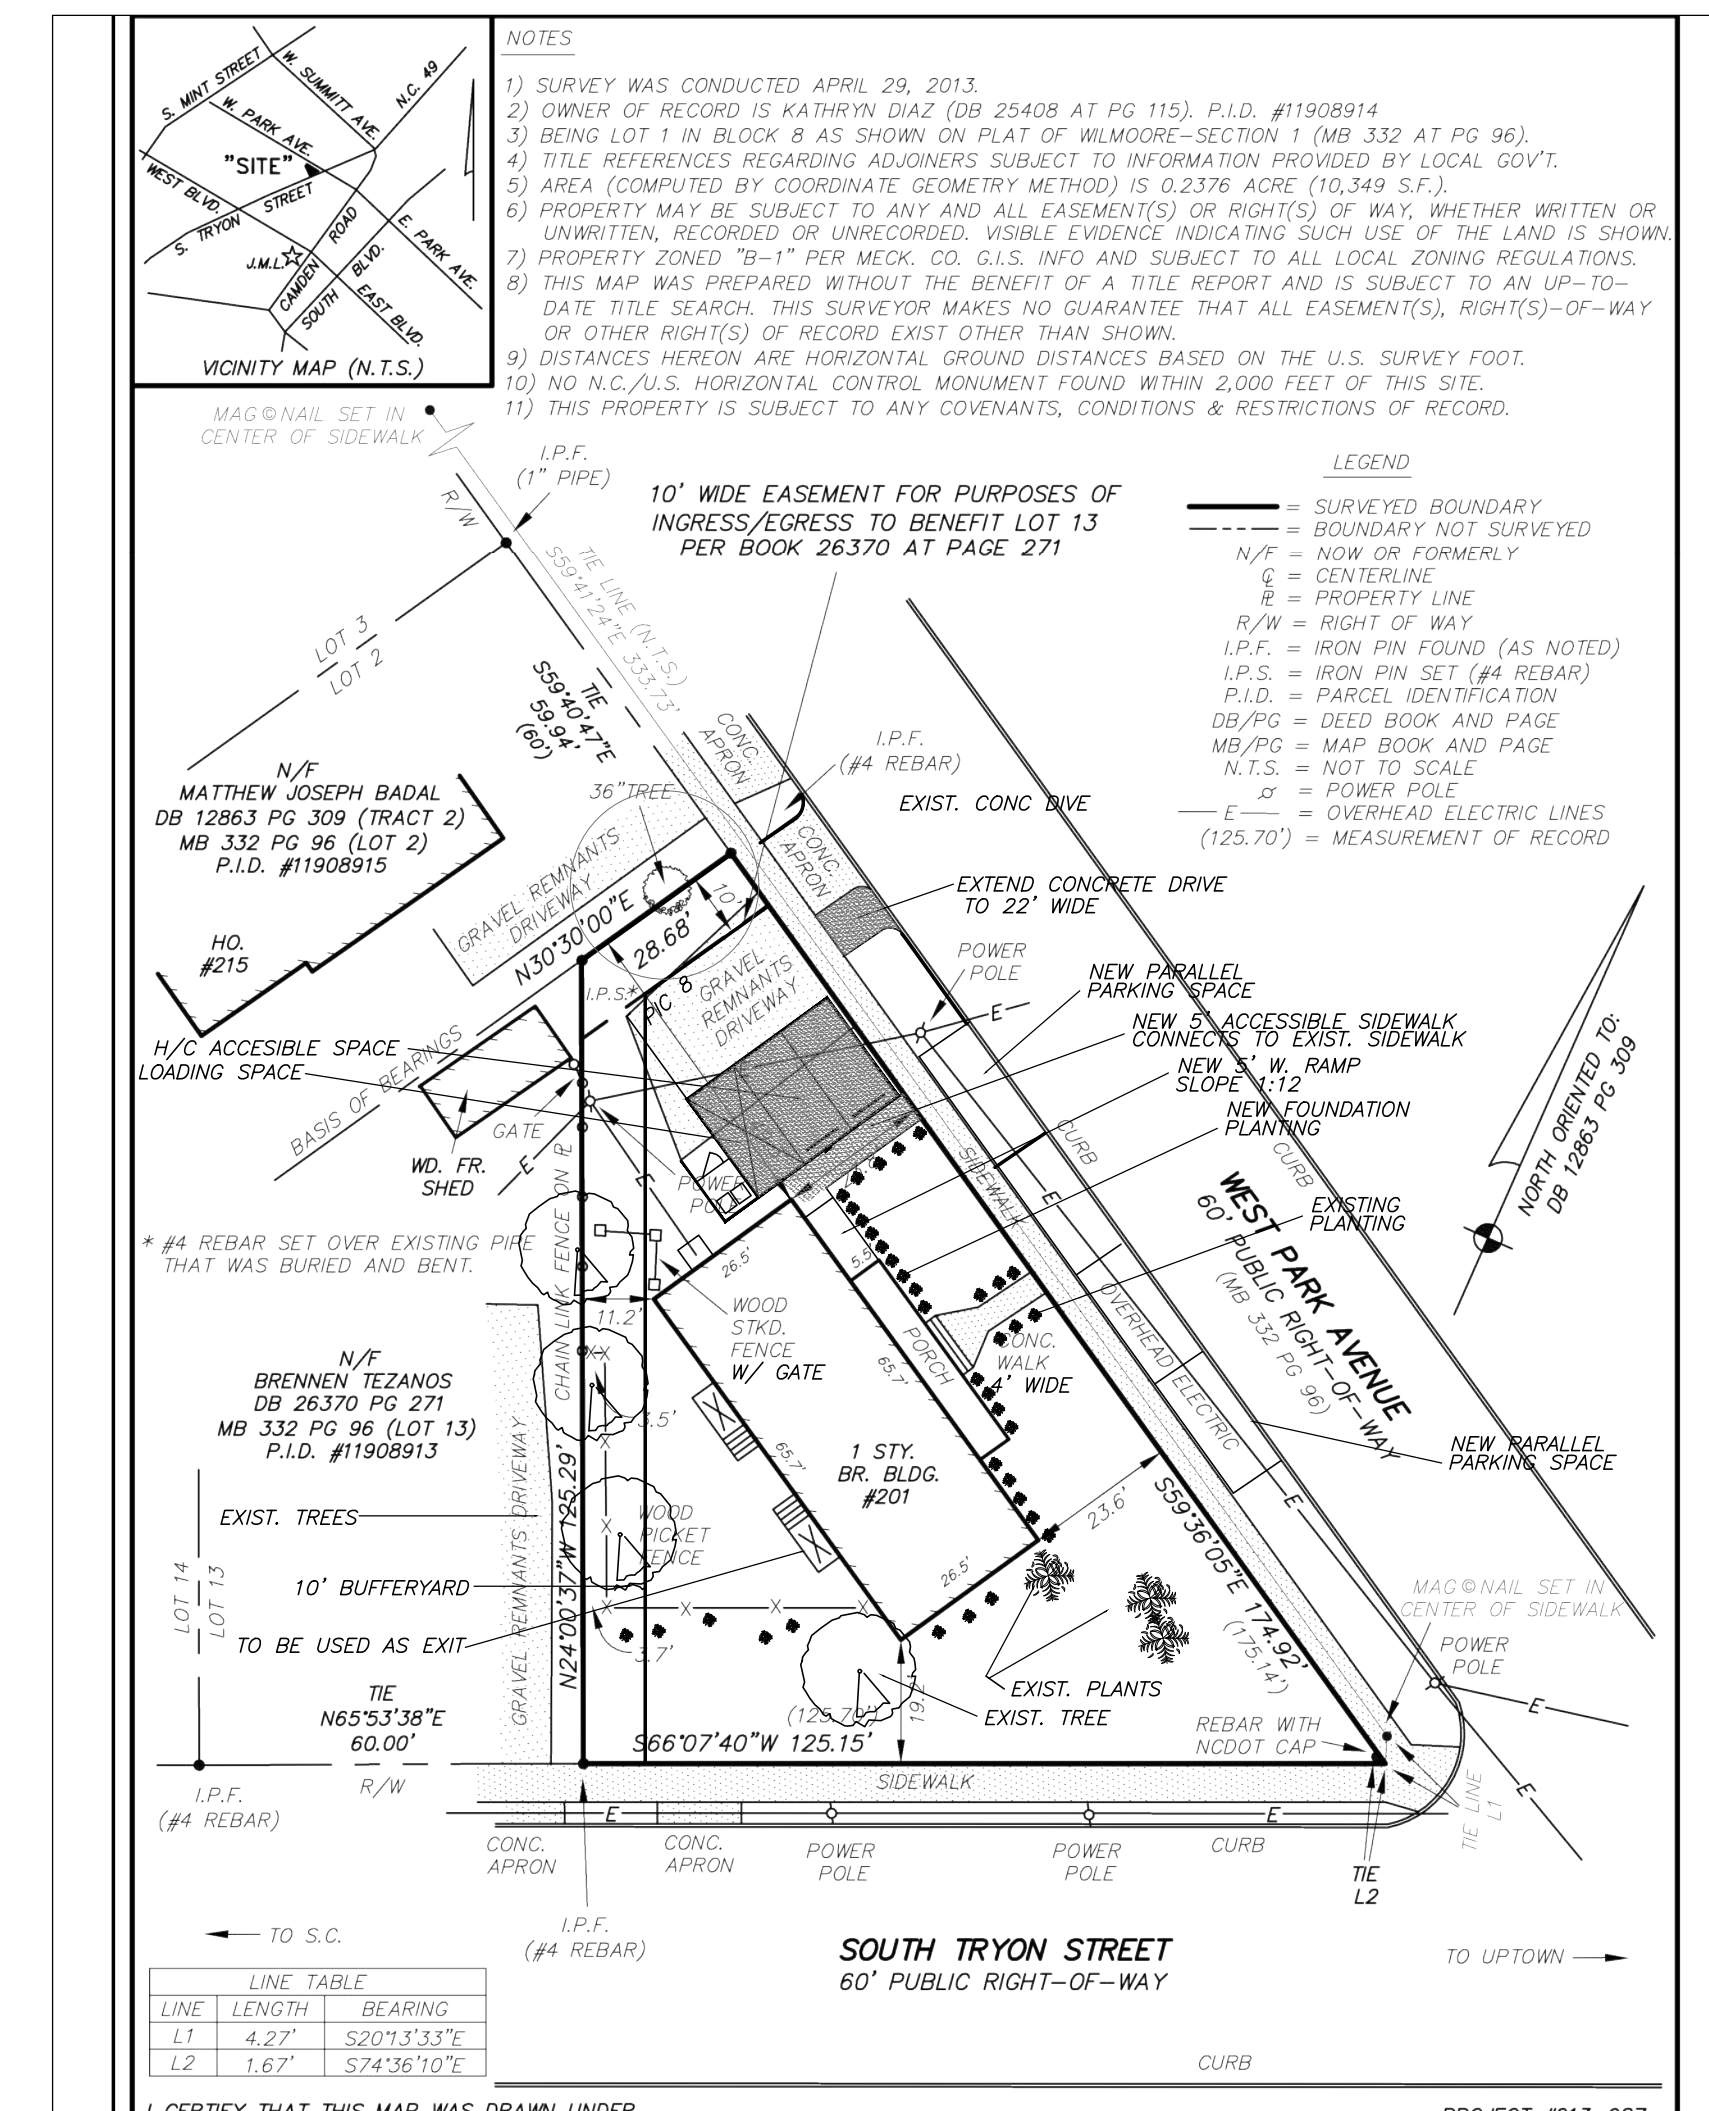 S. MINT STREET
W. SUMMITT AVE.
N.C. 49
W. PARK AVE.
"SITE"
WEST BLVD.
STREET
S. TRYON
ROAD
E. PARK AVE.
J.M.L.
CAMDEN
BLVD.
SOUTH
EAST BLVD.
VICINITY MAP (N.T.S.)
NOTES
1) SURVEY WAS CONDUCTED APRIL 29, 2013.
2) OWNER OF RECORD IS KATHRYN DIAZ (DB 25408 AT PG 115). P.I.D. #11908914
3) BEING LOT 1 IN BLOCK 8 AS SHOWN ON PLAT OF WILMOORE-SECTION 1 (MB 332 AT PG 96).
4) TITLE REFERENCES REGARDING ADJOINERS SUBJECT TO INFORMATION PROVIDED BY LOCAL GOV'T.
5) AREA (COMPUTED BY COORDINATE GEOMETRY METHOD) IS 0.2376 ACRE (10,349 S.F.).
6) PROPERTY MAY BE SUBJECT TO ANY AND ALL EASEMENT(S) OR RIGHT(S) OF WAY, WHETHER WRITTEN OR
UNWRITTEN, RECORDED OR UNRECORDED. VISIBLE EVIDENCE INDICATING SUCH USE OF THE LAND IS SHOWN.
7) PROPERTY ZONED "B-1" PER MECK. CO. G.I.S. INFO AND SUBJECT TO ALL LOCAL ZONING REGULATIONS.
8) THIS MAP WAS PREPARED WITHOUT THE BENEFIT OF A TITLE REPORT AND IS SUBJECT TO AN UP-TO-
DATE TITLE SEARCH. THIS SURVEYOR MAKES NO GUARANTEE THAT ALL EASEMENT(S), RIGHT(S)-OF-WAY
OR OTHER RIGHT(S) OF RECORD EXIST OTHER THAN SHOWN.
9) DISTANCES HEREON ARE HORIZONTAL GROUND DISTANCES BASED ON THE U.S. SURVEY FOOT.
10) NO N.C./U.S. HORIZONTAL CONTROL MONUMENT FOUND WITHIN 2,000 FEET OF THIS SITE.
11) THIS PROPERTY IS SUBJECT TO ANY COVENANTS, CONDITIONS & RESTRICTIONS OF RECORD.
MAG © NAIL SET IN
CENTER OF SIDEWALK
I.P.F.
(1" PIPE)
R/W
10' WIDE EASEMENT FOR PURPOSES OF
INGRESS/EGRESS TO BENEFIT LOT 13
PER BOOK 26370 AT PAGE 271
LEGEND
= SURVEYED BOUNDARY
= BOUNDARY NOT SURVEYED
N/F = NOW OR FORMERLY
℄ = CENTERLINE
PL = PROPERTY LINE
R/W = RIGHT OF WAY
I.P.F. = IRON PIN FOUND (AS NOTED)
I.P.S. = IRON PIN SET (#4 REBAR)
P.I.D. = PARCEL IDENTIFICATION
DB/PG = DEED BOOK AND PAGE
MB/PG = MAP BOOK AND PAGE
N.T.S. = NOT TO SCALE
= POWER POLE
E = OVERHEAD ELECTRIC LINES
(125.70') = MEASUREMENT OF RECORD
TIE LINE (N.T.S.)
S59°41'24"E 333.73'
LOT 3
LOT 2
TIE
S59°40'47"E
59.94'
(60')
CONC.
APRON
I.P.F.
(#4 REBAR)
EXIST. CONC DIVE
N/F
MATTHEW JOSEPH BADAL
DB 12863 PG 309 (TRACT 2)
MB 332 PG 96 (LOT 2)
P.I.D. #11908915
HO.
#215
36"TREE
GRAVEL REMNANTS
DRIVEWAY
N30°30'00"E
28.68'
10'
CONC.
APRON
EXTEND CONCRETE DRIVE
TO 22' WIDE
POWER
POLE
E
I.P.S.*
PIC 8
GRAVEL
REMNANTS
DRIVEWAY
NEW PARALLEL
PARKING SPACE
NEW 5' ACCESSIBLE SIDEWALK
CONNECTS TO EXIST. SIDEWALK
NEW 5' W. RAMP
SLOPE 1:12
NEW FOUNDATION
PLANTING
NORTH ORIENTED TO:
DB 12863 PG 309
H/C ACCESIBLE SPACE
LOADING SPACE
BASIS OF BEARINGS
GATE
WD. FR.
SHED
E
E
POWER
POLE
SIDEWALK
CURB
CURB
E
EXISTING
PLANTING
WEST PARK AVENUE
60' PUBLIC RIGHT-OF-WAY
(MB 332 PG 96)
* #4 REBAR SET OVER EXISTING PIPE
THAT WAS BURIED AND BENT.
CHAIN LINK FENCE ON PL
26.5'
5.5'
11.2'
WOOD
STKD.
FENCE
W/ GATE
PORCH
65.7'
CONC.
WALK
4' WIDE
OVERHEAD ELECTRIC
N/F
BRENNEN TEZANOS
DB 26370 PG 271
MB 332 PG 96 (LOT 13)
P.I.D. #11908913
3.5'
65.7'
1 STY.
BR. BLDG.
#201
NEW PARALLEL
PARKING SPACE
23.6'
E
S59°36'05"E 174.92'
(175.14')
EXIST. TREES
GRAVEL REMNANTS DRIVEWAY
N24°00'37"W 125.29'
WOOD
PICKET
FENCE
LOT 14
LOT 13
10' BUFFERYARD
TO BE USED AS EXIT
26.5'
3.7'
MAG © NAIL SET IN
CENTER OF SIDEWALK
POWER
POLE
EXIST. PLANTS
EXIST. TREE
19.2'
E
TIE
N65°53'38"E
60.00'
(125.70')
S66°07'40"W 125.15'
REBAR WITH
NCDOT CAP
SIDEWALK
R/W
I.P.F.
(#4 REBAR)
E
E
E
TIE LINE
L1
CONC.
APRON
CONC.
APRON
POWER
POLE
POWER
POLE
CURB
TIE
L2
I.P.F.
(#4 REBAR)
TO S.C.
SOUTH TRYON STREET
60' PUBLIC RIGHT-OF-WAY
TO UPTOWN
LINE TABLE
LINE LENGTH BEARING
L1 4.27' S20°13'33"E
L2 1.67' S74°36'10"E
CURB
I CERTIFY THAT THIS MAP WAS DRAWN UNDER